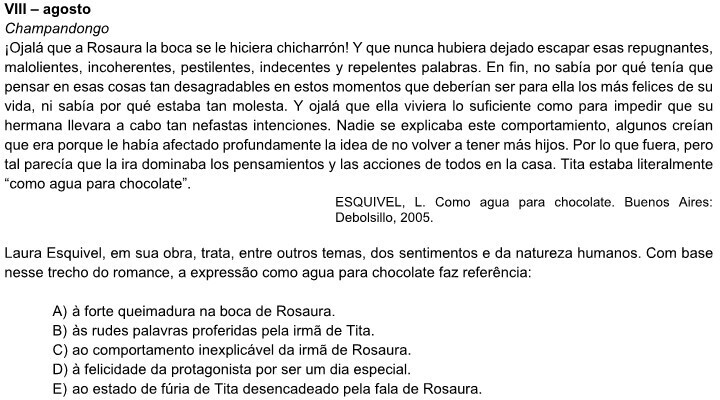 VIII – agosto
Champandongo
¡Ojalá que a Rosaura la boca se le hiciera chicharrón! Y que nunca hubiera dejado escapar esas repugnantes,
malolientes, incoherentes, pestilentes, indecentes y repelentes palabras. En fin, no sabía por qué tenía que
pensar en esas cosas tan desagradables en estos momentos que deberían ser para ella los más felices de su
vida, ni sabía por qué estaba tan molesta. Y ojalá que ella viviera lo suficiente como para impedir que su
hermana llevara a cabo tan nefastas intenciones. Nadie se explicaba este comportamiento, algunos creían
que era porque le había afectado profundamente la idea de no volver a tener más hijos. Por lo que fuera, pero
tal parecía que la ira dominaba los pensamientos y las acciones de todos en la casa. Tita estaba literalmente
“como agua para chocolate”.
ESQUIVEL, L. Como agua para chocolate. Buenos Aires:
Debolsillo, 2005.
Laura Esquivel, em sua obra, trata, entre outros temas, dos sentimentos e da natureza humanos. Com base
nesse trecho do romance, a expressão como agua para chocolate faz referência:
A) à forte queimadura na boca de Rosaura.
B) às rudes palavras proferidas pela irmã de Tita.
C) ao comportamento inexplicável da irmã de Rosaura.
D) à felicidade da protagonista por ser um dia especial.
E) ao estado de fúria de Tita desencadeado pela fala de Rosaura.